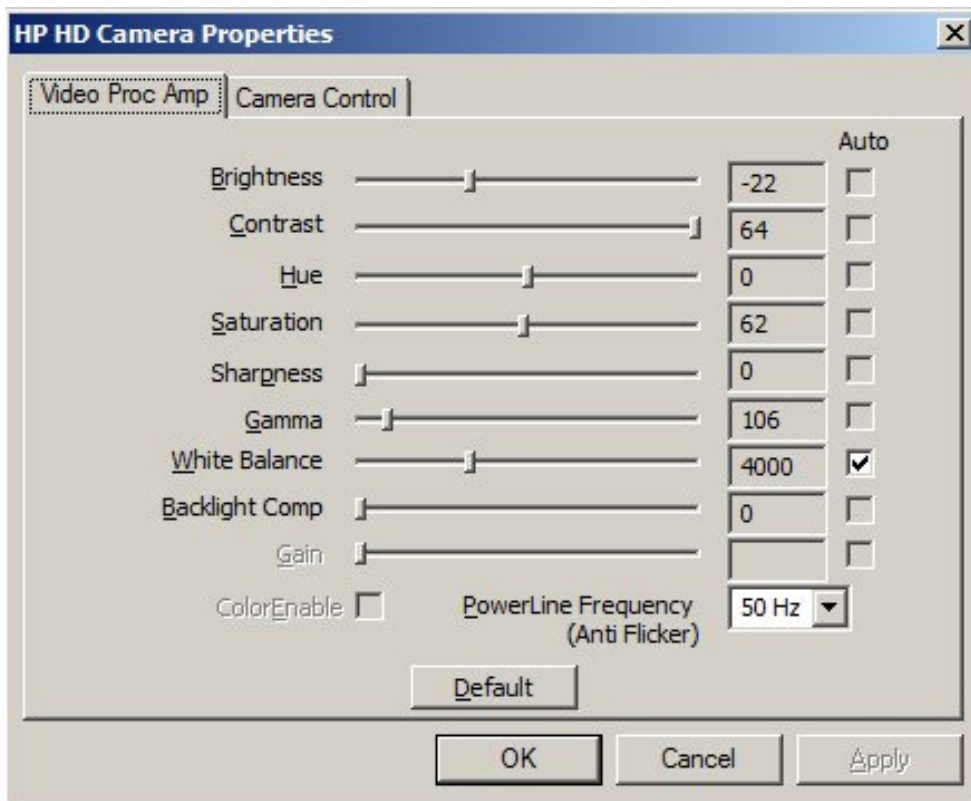 HP HD Camera Properties
Video Proc Amp Camera Control
Auto
Brightness -22
Contrast 64
Hue 0
Saturation 62
Sharpness 0
Gamma 106
White Balance 4000
Backlight Comp 0
Gain
ColorEnable PowerLine Frequency 50 Hz
(Anti Flicker)
Default
OK Cancel Apply